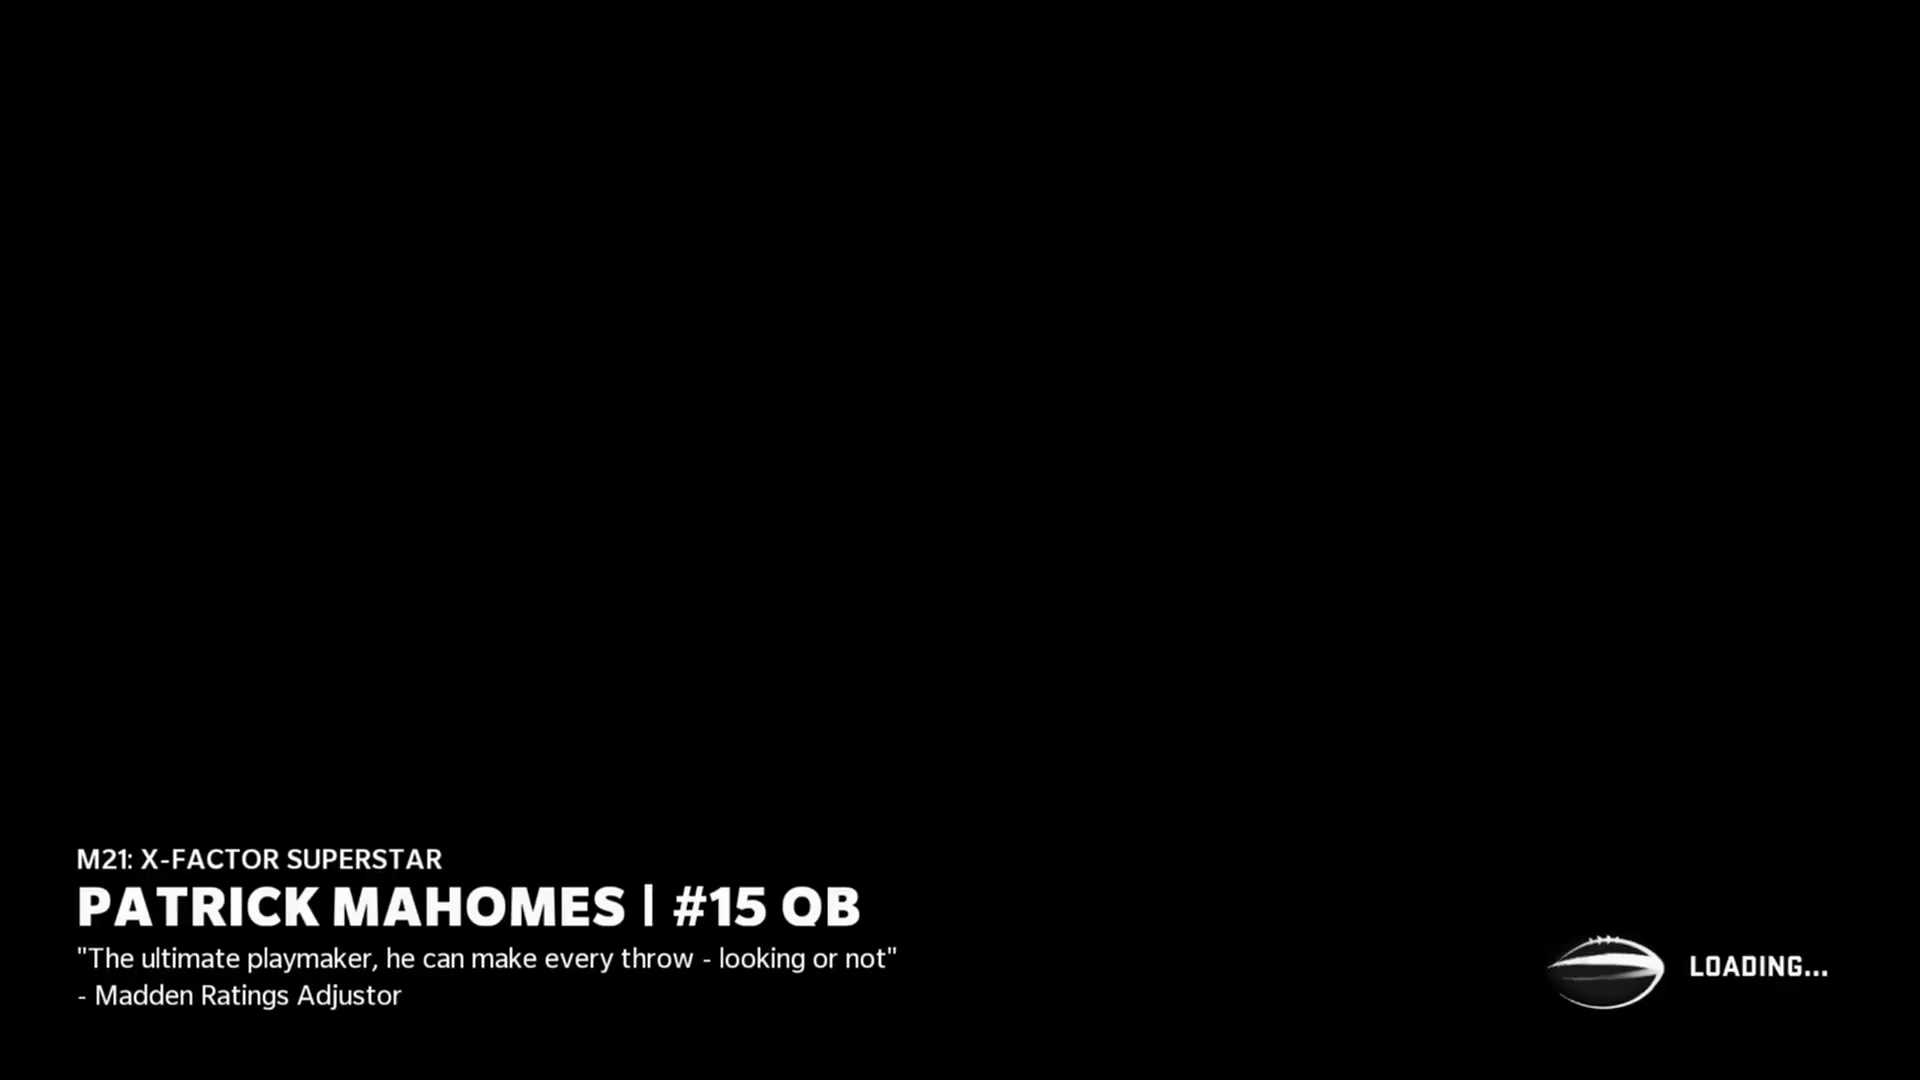 M21: X-FACTOR SUPERSTAR
PATRICK MAHOMES | #15 QB
"The ultimate playmaker, he can make every throw - looking or not"
- Madden Ratings Adjustor
LOADING...